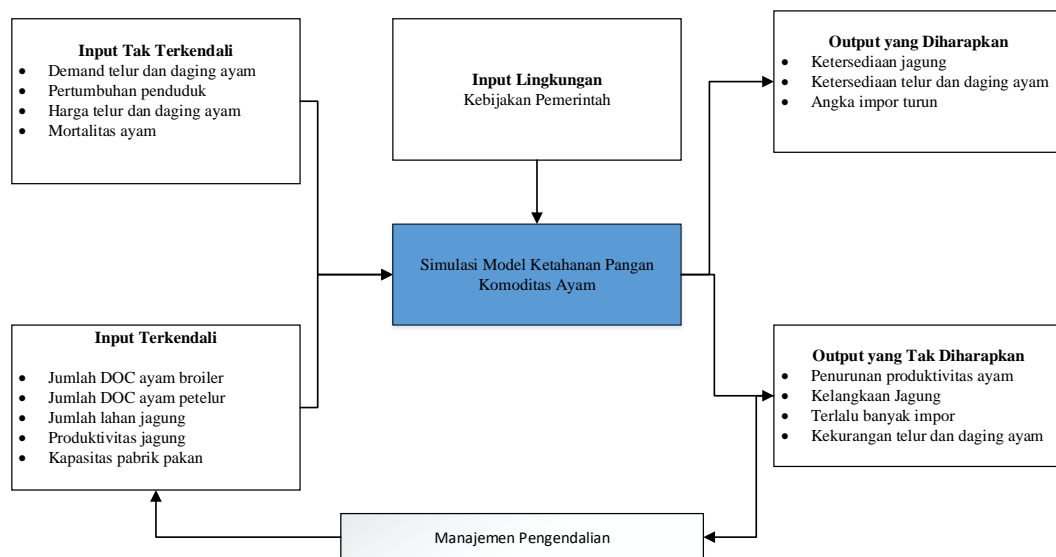 Input Tak Terkendali
• Demand telur dan daging ayam
• Pertumbuhan penduduk
• Harga telur dan daging ayam
• Mortalitas ayam
Input Lingkungan
Kebijakan Pemerintah
Output yang Diharapkan
• Ketersediaan jagung
• Ketersediaan telur dan daging ayam
• Angka impor turun
Simulasi Model Ketahanan Pangan
Komoditas Ayam
Input Terkendali
• Jumlah DOC ayam broiler
• Jumlah DOC ayam petelur
• Jumlah lahan jagung
• Produktivitas jagung
• Kapasitas pabrik pakan
Output yang Tak Diharapkan
• Penurunan produktivitas ayam
• Kelangkaan Jagung
• Terlalu banyak impor
• Kekurangan telur dan daging ayam
Manajemen Pengendalian